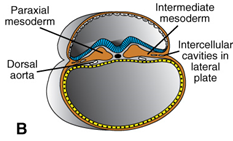 Paraxial
mesoderm
Intermediate
mesoderm
Intercellular
cavities in
lateral
plate
Dorsal
aorta
B